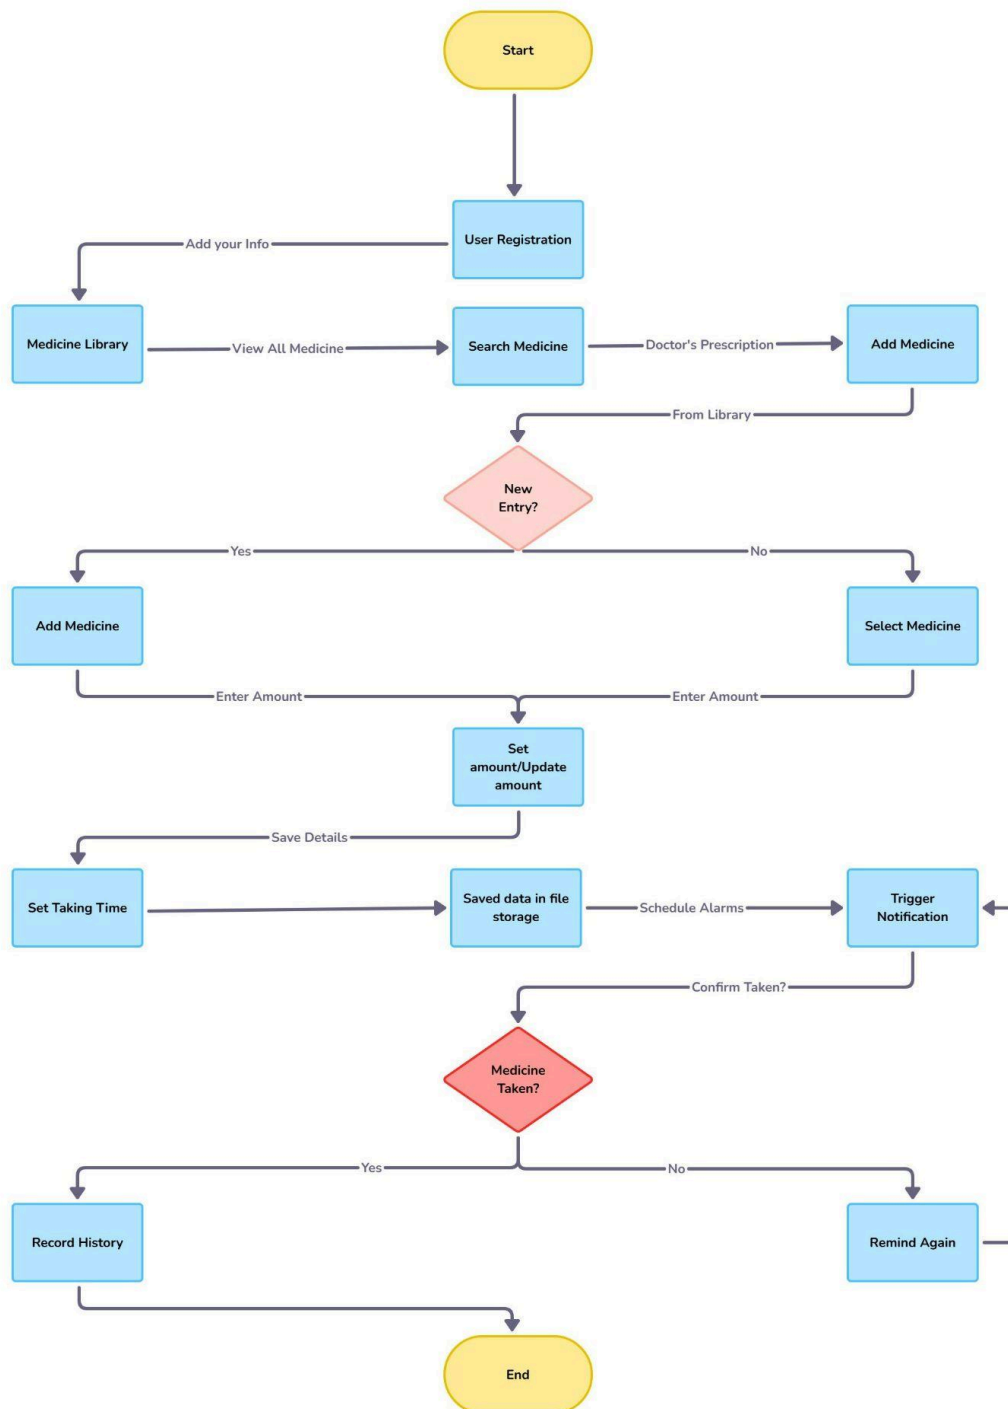 Start
User Registration
Add your Info
Medicine Library
View All Medicine
Search Medicine
Doctor's Prescription
Add Medicine
From Library
New
Entry?
Yes
No
Add Medicine
Select Medicine
Enter Amount
Enter Amount
Set
amount/Update
amount
Save Details
Set Taking Time
Saved data in file
storage
Schedule Alarms
Trigger
Notification
Confirm Taken?
Medicine
Taken?
Yes
No
Record History
Remind Again
End